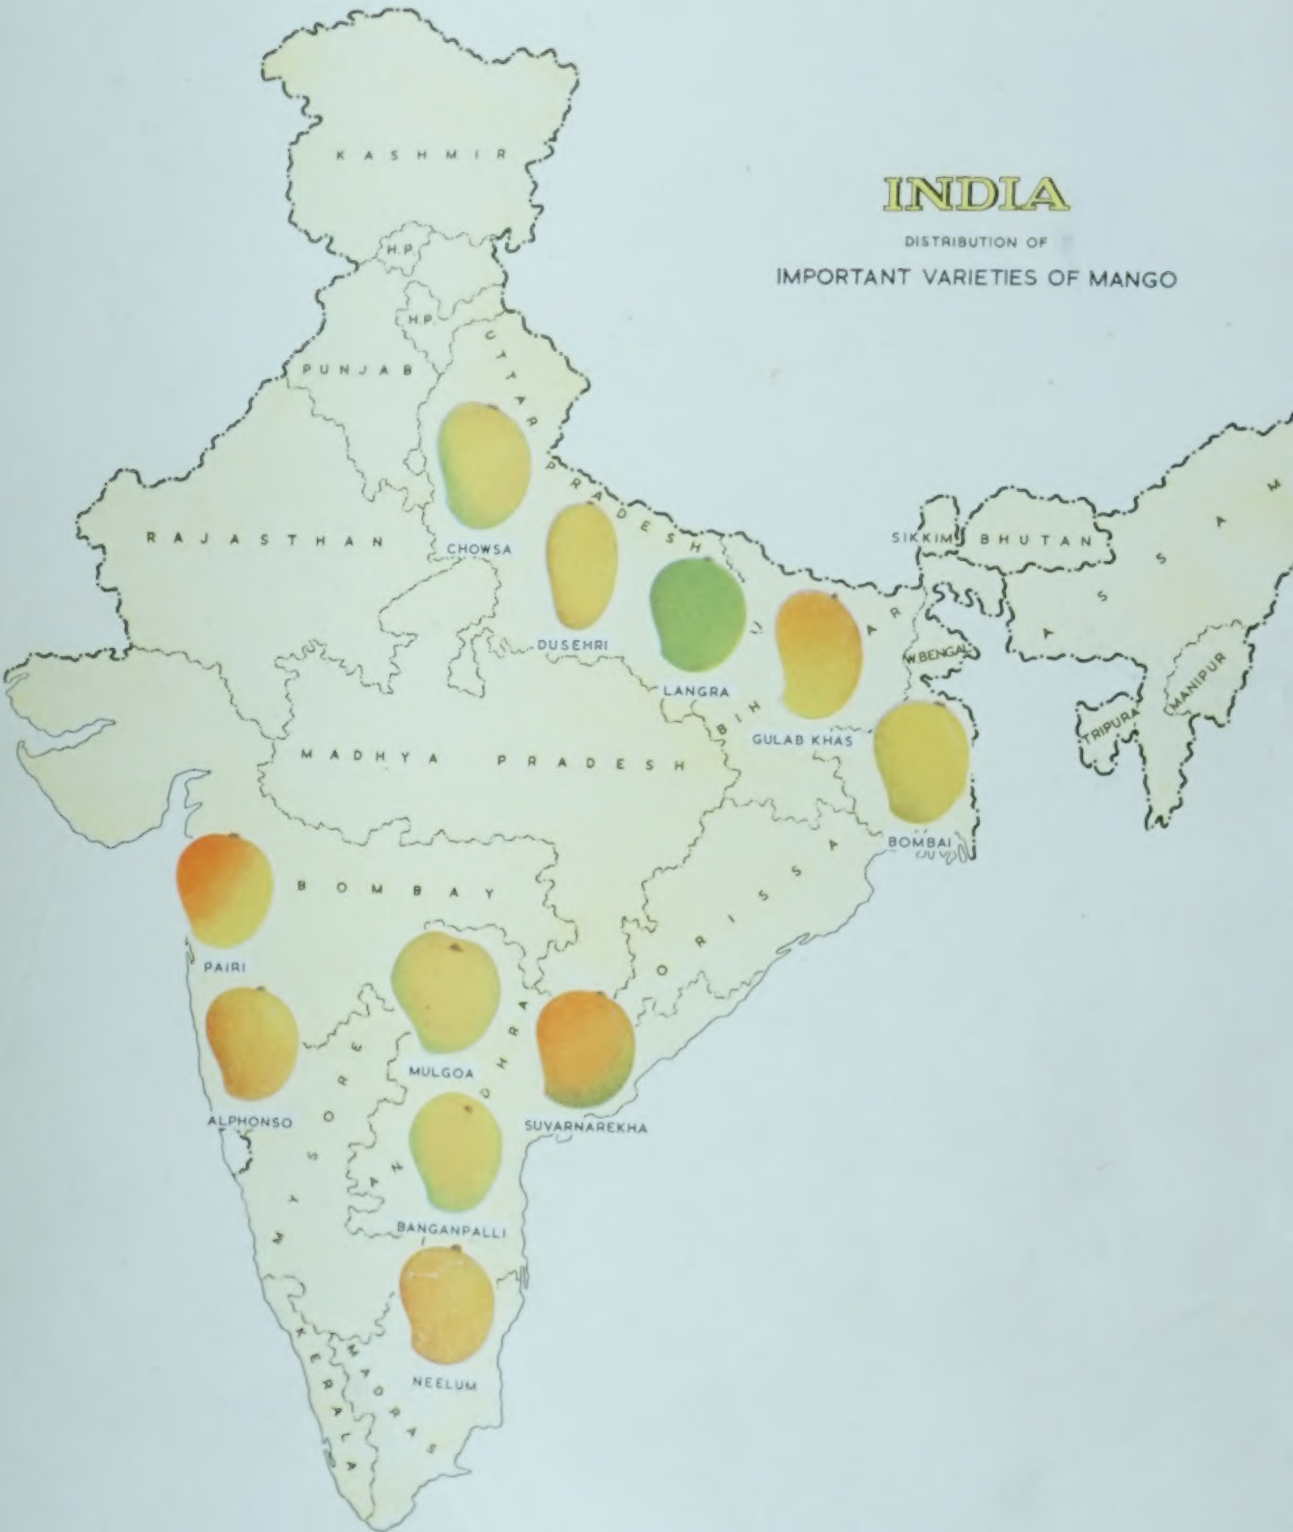 KASHMIR
INDIA
DISTRIBUTION OF
IMPORTANT VARIETIES OF MANGO
H.P.
H.P.
PUNJAB
UTTAR PRADESH
RAJASTHAN
CHOWSA
SIKKIM
BHUTAN
ASSAM
DUSEHRI
LANGRA
BIHAR
W.BENGAL
MANIPUR
TRIPURA
GULAB KHAS
MADHYA PRADESH
BOMBAI
BOMBAY
ORISSA
PAIRI
MULGOA
ANDHRA
MYSORE
ALPHONSO
SUVARNAREKHA
BANGANPALLI
NEELUM
KERALA
MADRAS